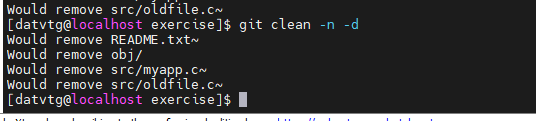 Would remove src/oldfile.c~
[datvtg@localhost exercise]$ git clean -n -d
Would remove README.txt~
Would remove obj/
Would remove src/myapp.c~
Would remove src/oldfile.c~
[datvtg@localhost exercise]$